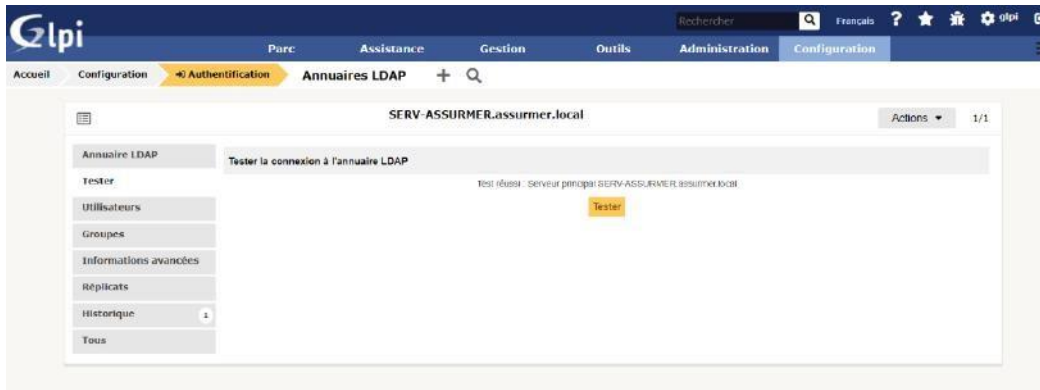 Glpi
Rechercher Français ? glpi
Parc Assistance Gestion Outils Administration Configuration
Accueil Configuration Authentification Annuaires LDAP +
SERV-ASSURMER.assurmer.local
Actions 1/1
Annuaire LDAP
Tester la connexion à l'annuaire LDAP
Tester
Test réussi : Serveur principal SERV-ASSURMER.assurmer.local
Utilisateurs
Tester
Groupes
Informations avancées
Réplicats
Historique 1
Tous